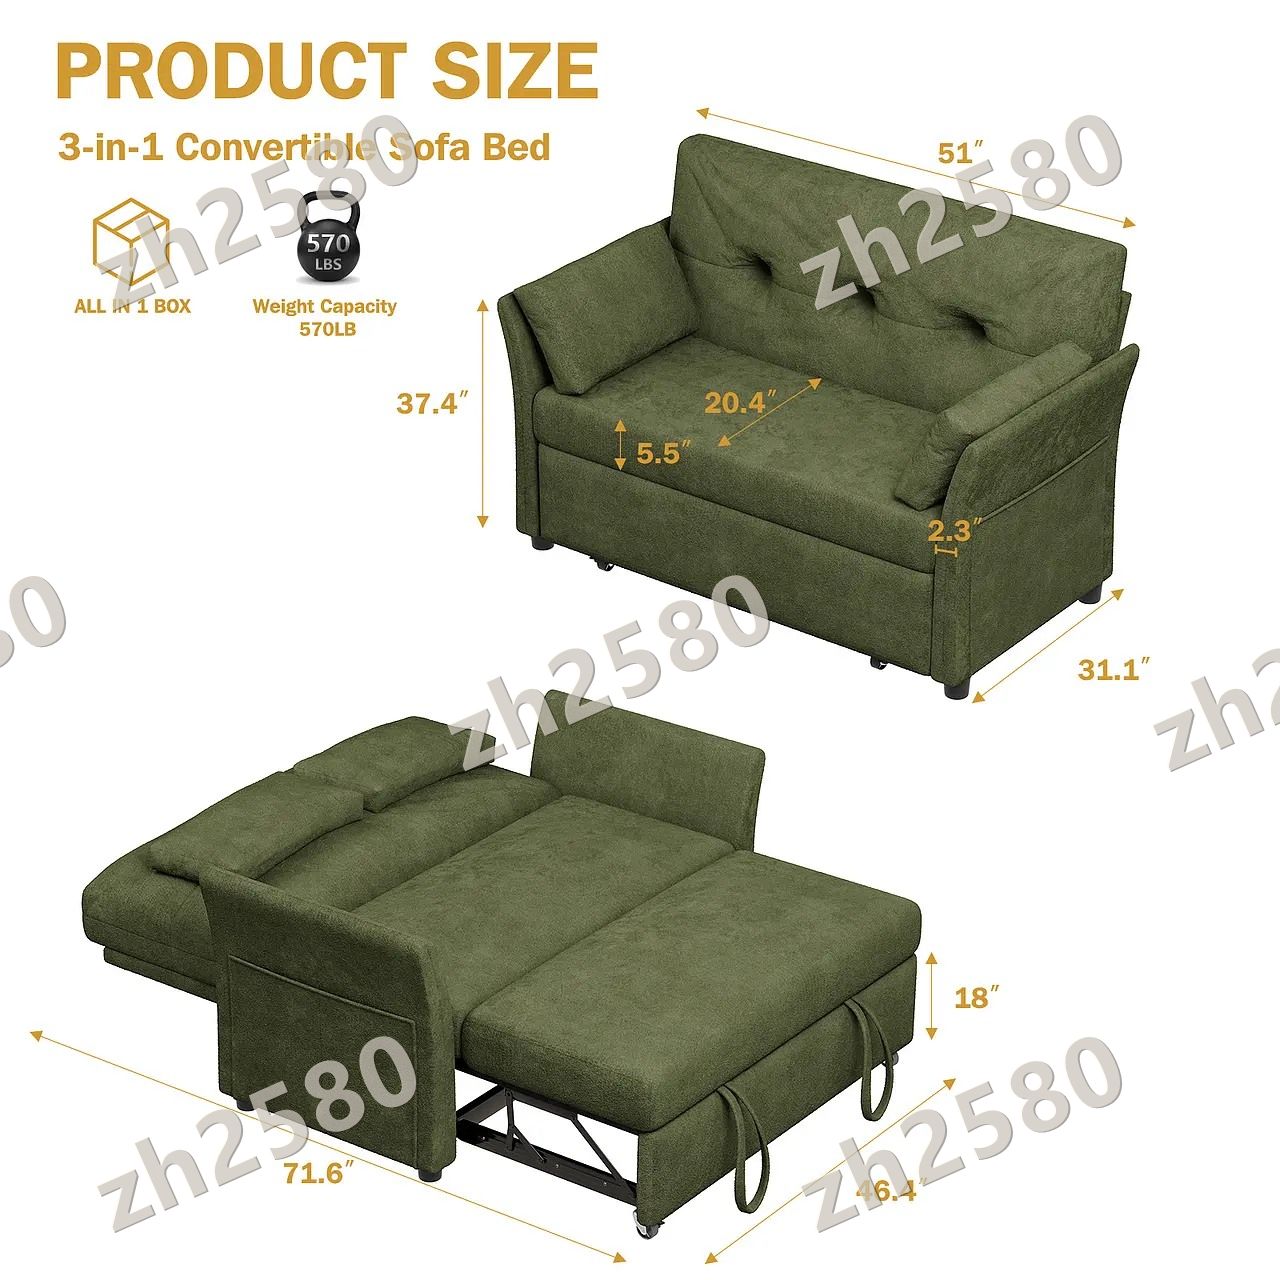 PRODUCT SIZE
3-in-1 Convertible Sofa Bed
570
LBS
ALL IN 1 BOX
Weight Capacity
570LB
51″
37.4″
20.4″
5.5″
2.3″
31.1″
18″
71.6″
46.4″
zh2580
zh2580
zh2580
zh2580
zh2580
80
zh2580